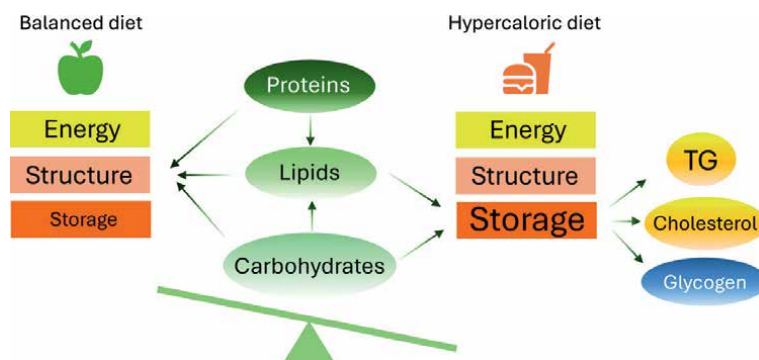 Balanced diet
Energy
Structure
Storage
Proteins
Lipids
Carbohydrates
Hypercaloric diet
Energy
Structure
Storage
TG
Cholesterol
Glycogen